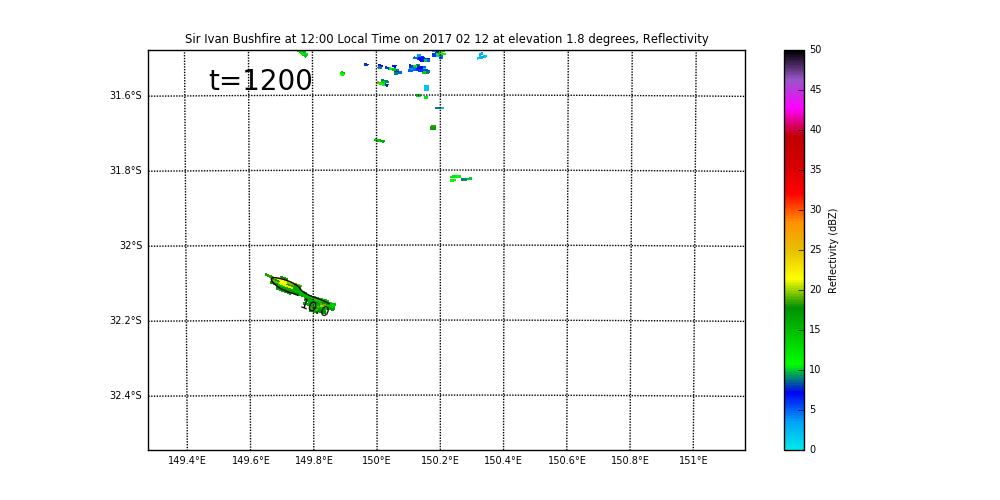 Sir Ivan Bushfire at 12:00 Local Time on 2017 02 12 at elevation 1.8 degrees, Reflectivity
t=1200
31.6°S
31.8°S
32°S
32.2°S
32.4°S
149.4°E
149.6°E
149.8°E
150°E
150.2°E
150.4°E
150.6°E
150.8°E
151°E
50
45
40
35
30
25
20
15
10
5
0
Reflectivity (dBZ)